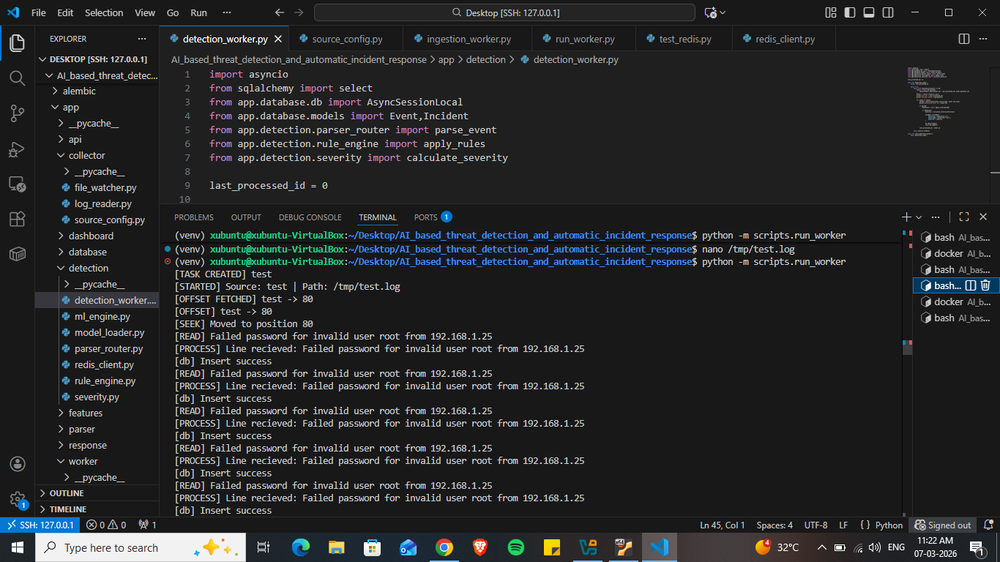 File Edit Selection View Go Run ···
Desktop [SSH: 127.0.0.1]
EXPLORER ···
DESKTOP [SSH: 127.0.0.1]
AI_based_threat_detec...
alembic
app
__pycache__
api
collector
__pycache__
file_watcher.py
log_reader.py
source_config.py
dashboard
database
detection
__pycache__
detection_worker....
ml_engine.py
model_loader.py
parser_router.py
redis_client.py
rule_engine.py
severity.py
features
parser
response
worker
__pycache__
OUTLINE
TIMELINE
detection_worker.py source_config.py ingestion_worker.py run_worker.py test_redis.py redis_client.py
AI_based_threat_detection_and_automatic_incident_response > app > detection > detection_worker.py
1 import asyncio
2 from sqlalchemy import select
3 from app.database.db import AsyncSessionLocal
4 from app.database.models import Event,Incident
5 from app.detection.parser_router import parse_event
6 from app.detection.rule_engine import apply_rules
7 from app.detection.severity import calculate_severity
8
9 last_processed_id = 0
10
PROBLEMS OUTPUT DEBUG CONSOLE TERMINAL PORTS 1
(venv) xubuntu@xubuntu-VirtualBox:~/Desktop/AI_based_threat_detection_and_automatic_incident_response$ python -m scripts.run_worker
(venv) xubuntu@xubuntu-VirtualBox:~/Desktop/AI_based_threat_detection_and_automatic_incident_response$ nano /tmp/test.log
(venv) xubuntu@xubuntu-VirtualBox:~/Desktop/AI_based_threat_detection_and_automatic_incident_response$ python -m scripts.run_worker
[TASK CREATED] test
[STARTED] Source: test | Path: /tmp/test.log
[OFFSET FETCHED] test -> 80
[OFFSET] test -> 80
[SEEK] Moved to position 80
[READ] Failed password for invalid user root from 192.168.1.25
[PROCESS] Line recieved: Failed password for invalid user root from 192.168.1.25
[db] Insert success
[READ] Failed password for invalid user root from 192.168.1.25
[PROCESS] Line recieved: Failed password for invalid user root from 192.168.1.25
[db] Insert success
[READ] Failed password for invalid user root from 192.168.1.25
[PROCESS] Line recieved: Failed password for invalid user root from 192.168.1.25
[db] Insert success
[READ] Failed password for invalid user root from 192.168.1.25
[PROCESS] Line recieved: Failed password for invalid user root from 192.168.1.25
[db] Insert success
[READ] Failed password for invalid user root from 192.168.1.25
[PROCESS] Line recieved: Failed password for invalid user root from 192.168.1.25
[db] Insert success
bash AI_bas...
docker AI_b...
bash AI_bas...
bash...
docker AI_b...
bash AI_bas...
1
SSH: 127.0.0.1 0 0 1 Ln 45, Col 1 Spaces: 4 UTF-8 LF { } Python Signed out
Type here to search
x64
4 32°C ENG 11:22 AM
07-03-2026
1